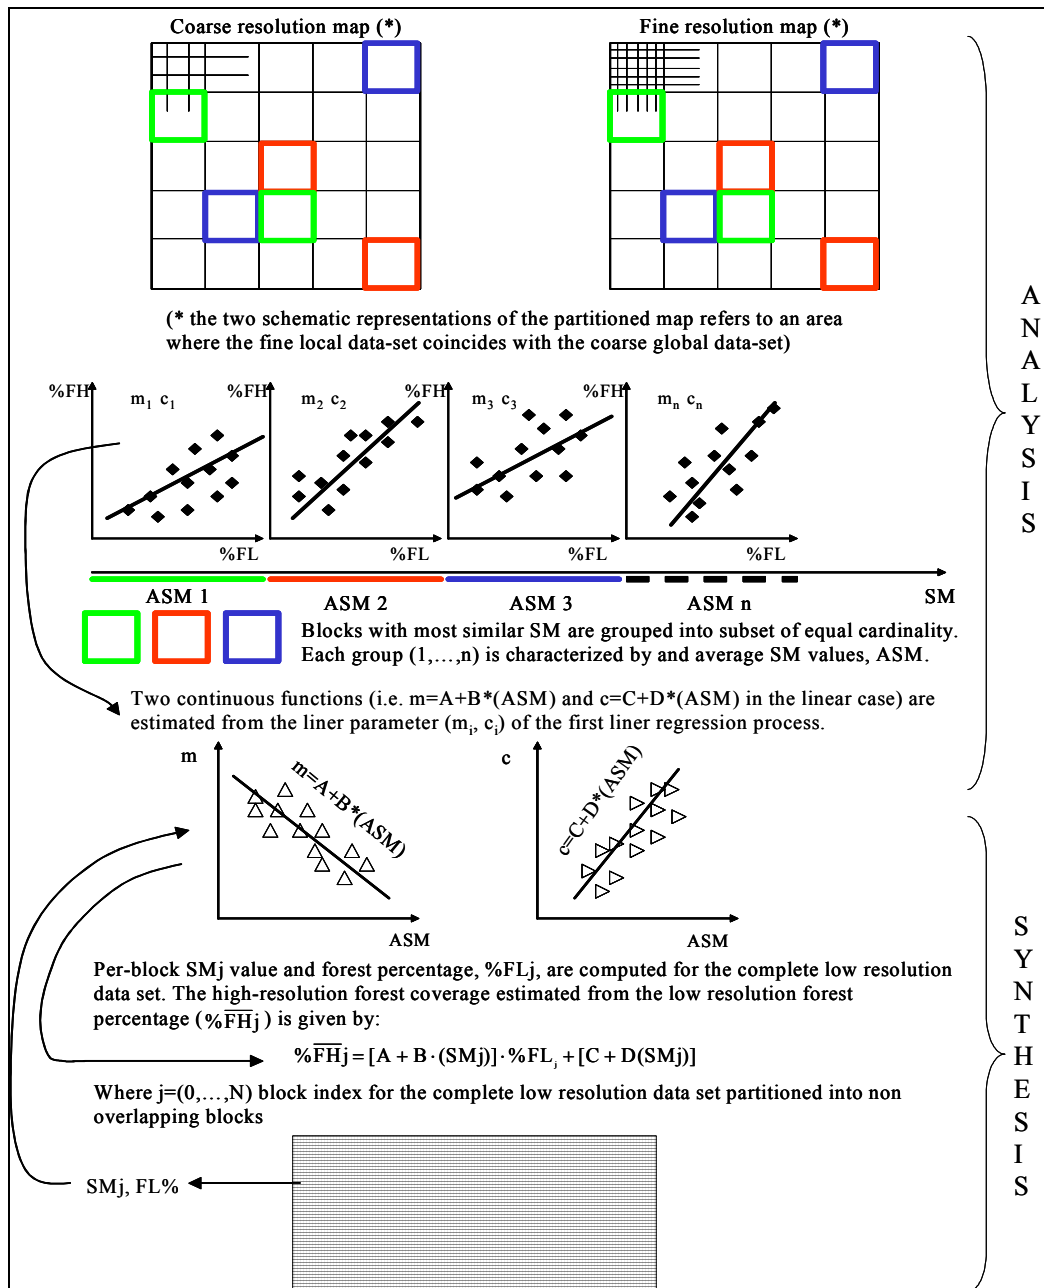 Coarse resolution map (*)
Fine resolution map (*)
(* the two schematic representations of the partitioned map refers to an area
where the fine local data-set coincides with the coarse global data-set)
%FH
m1 c1
%FH
m2 c2
%FH
m3 c3
%FH
mn cn
%FL
%FL
%FL
%FL
ASM 1
ASM 2
ASM 3
ASM n
SM
Blocks with most similar SM are grouped into subset of equal cardinality.
Each group (1,…,n) is characterized by and average SM values, ASM.
Two continuous functions (i.e. m=A+B*(ASM) and c=C+D*(ASM) in the linear case) are
estimated from the liner parameter (mi, ci) of the first liner regression process.
ANALYSIS
m
m=A+B*(ASM)
ASM
c
c=C+D*(ASM)
ASM
Per-block SMj value and forest percentage, %FLj, are computed for the complete low resolution
data set. The high-resolution forest coverage estimated from the low resolution forest
percentage (%F̅H̅j) is given by:
%F̅H̅j = [A + B · (SMj)] · %FLj + [C + D(SMj)]
Where j=(0,…,N) block index for the complete low resolution data set partitioned into non
overlapping blocks
SMj, FL%
SYNTHESIS